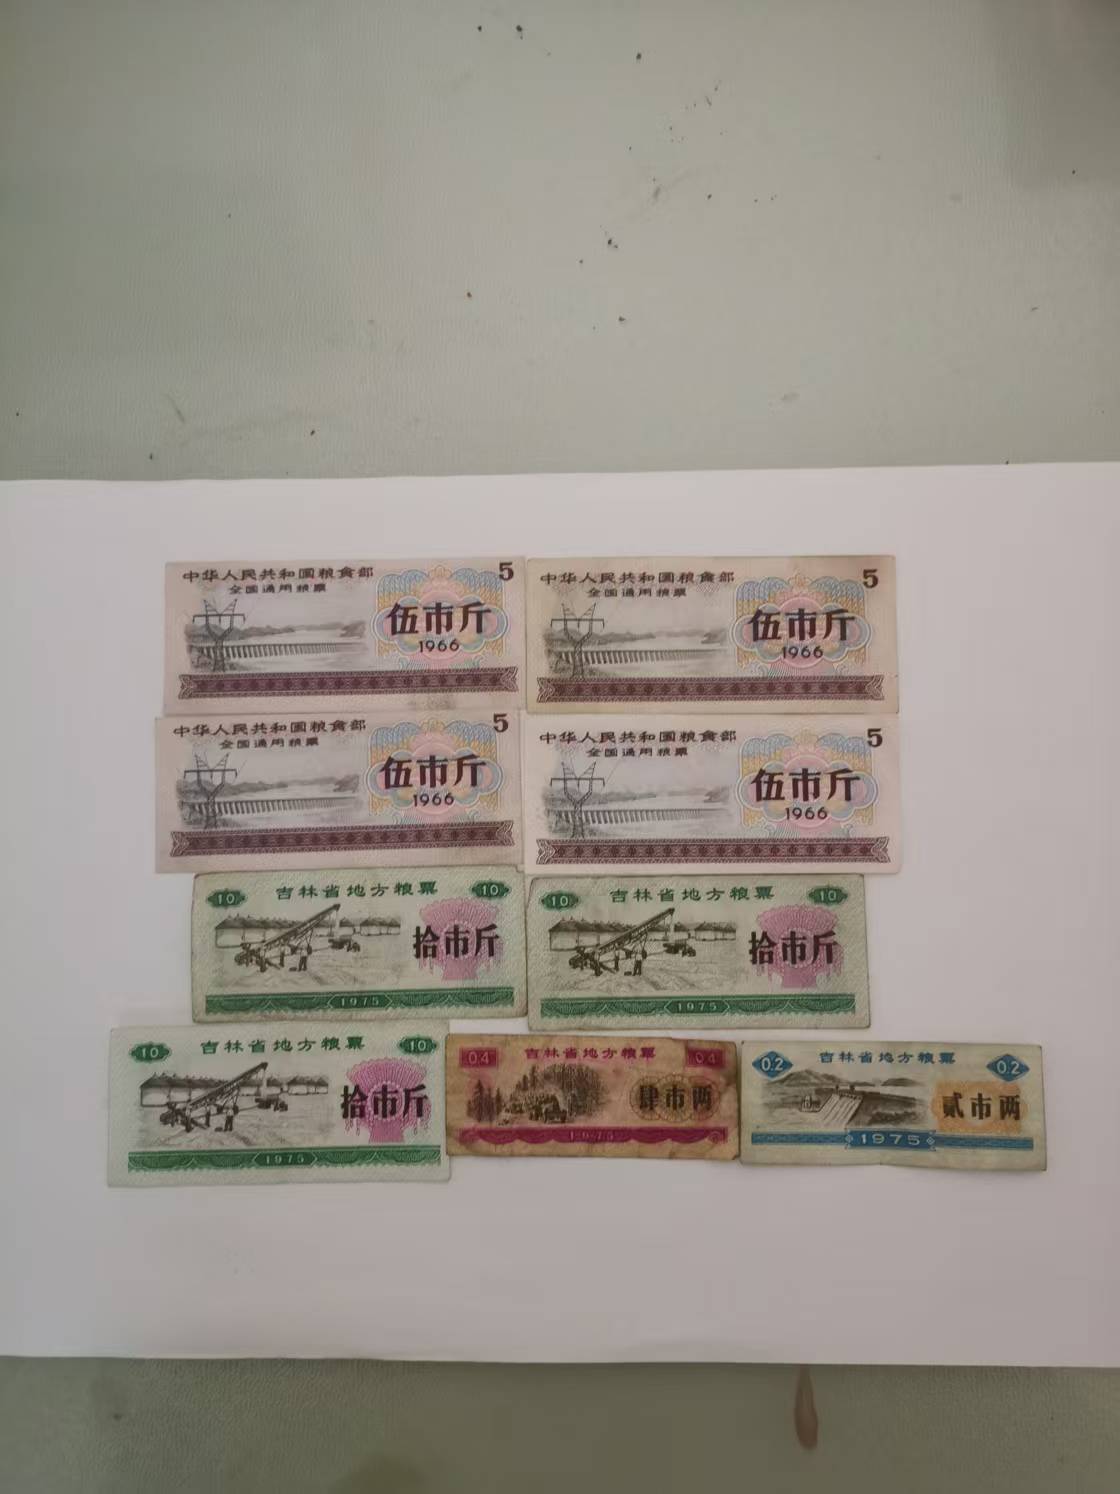 中华人民共和国粮食部 5
全国通用粮票
伍市斤
1966
中华人民共和国粮食部 5
全国通用粮票
伍市斤
1966
中华人民共和国粮食部 5
全国通用粮票
伍市斤
1966
中华人民共和国粮食部 5
全国通用粮票
伍市斤
1966
10 吉林省地方粮票 10
拾市斤
1975
10 吉林省地方粮票 10
拾市斤
1975
10 吉林省地方粮票 10
拾市斤
1975
0.4 吉林省地方粮票 0.4
肆市两
1975
0.2 吉林省地方粮票 0.2
贰市两
1975